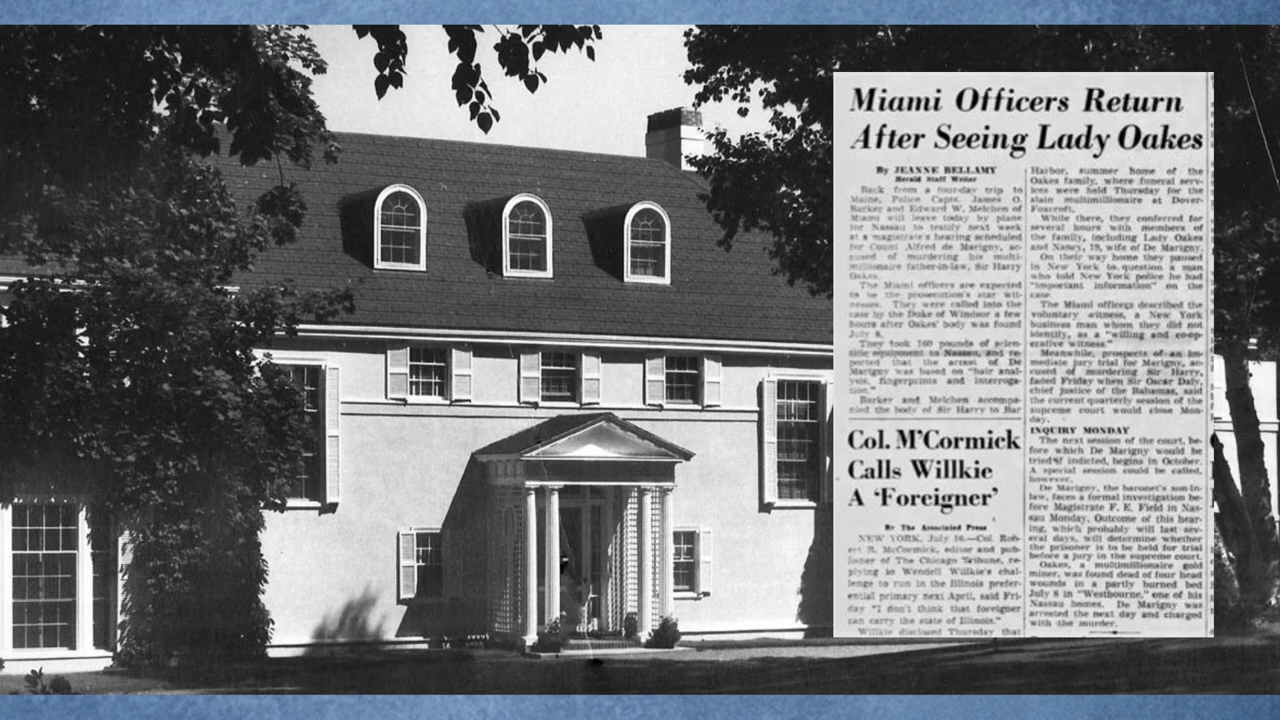 Miami Officers Return
After Seeing Lady Oakes
By JEANNE BELLAMY
Herald Staff Writer
Back from a four-day trip to
Maine, Police Capts. James O.
Barker and Edward W. Melchen of
Miami will leave today by plane
for Nassau to testify next week
at a magistrate's hearing scheduled
for Count Alfred de Marigny, ac-
cused of murdering his multi-
millionaire father-in-law, Sir Harry
Oakes.
The Miami officers are expected
to be the prosecution's star wit-
nesses. They were called into the
case by the Duke of Windsor a few
hours after Oakes' body was found
July 8.
They took 160 pounds of scien-
tific equipment to Nassau, and re-
ported that the arrest of De
Marigny was based on "hair anal-
ysis, fingerprints and interroga-
tion."
Barker and Melchen accompa-
nied the body of Sir Harry to Bar
Harbor, summer home of the
Oakes family, where funeral serv-
ices were held Thursday for the
slain multimillionaire at Dover-
Foxcroft.
While there, they conferred for
several hours with members of
the family, including Lady Oakes
and Nancy, 19, wife of De Marigny.
On their way home they paused
in New York to question a man
who told New York police he had
"important information" on the
case.
The Miami officers described the
voluntary witness, a New York
business man whom they did not
identify, as a "willing and co-op-
erative witness."
Meanwhile, prospects of an im-
mediate jury trial for Marigny, ac-
cused of murdering Sir Harry,
faded Friday when Sir Oscar Daly,
chief justice of the Bahamas, said
the current quarterly session of the
supreme court would close Mon-
day.
INQUIRY MONDAY
The next session of the court, be-
fore which De Marigny would be
tried if indicted, begins in October.
A special session could be called,
however.
De Marigny, the baronet's son-in-
law, faces a formal investigation be-
fore Magistrate F. E. Field in Nas-
sau Monday. Outcome of this hear-
ing, which probably will last sev-
eral days, will determine whether
the prisoner is to be held for trial
before a jury in the supreme court.
Oakes, a multimillionaire gold
miner, was found dead of four head
wounds in a partly burned bed
July 8 in "Westbourne," one of his
Nassau homes. De Marigny was
arrested the next day and charged
with the murder.
Col. M'Cormick
Calls Willkie
A 'Foreigner'
By The Associated Press
NEW YORK, July 16.—Col. Rob-
ert R. McCormick, editor and pub-
lisher of The Chicago Tribune, re-
plying to Wendell Willkie's chal-
lenge to run in the Illinois prefer-
ential primary next April, said Fri-
day "I don't think that foreigner
can carry the state of Illinois."
Willkie disclosed Thursday that